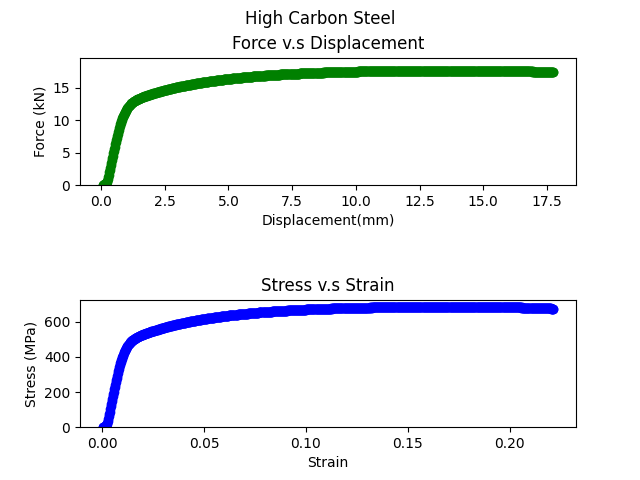 High Carbon Steel
Force v.s Displacement
Force (kN)
15
10
5
0
0.0 2.5 5.0 7.5 10.0 12.5 15.0 17.5
Displacement(mm)
Stress v.s Strain
Stress (MPa)
600
400
200
0
0.00 0.05 0.10 0.15 0.20
Strain